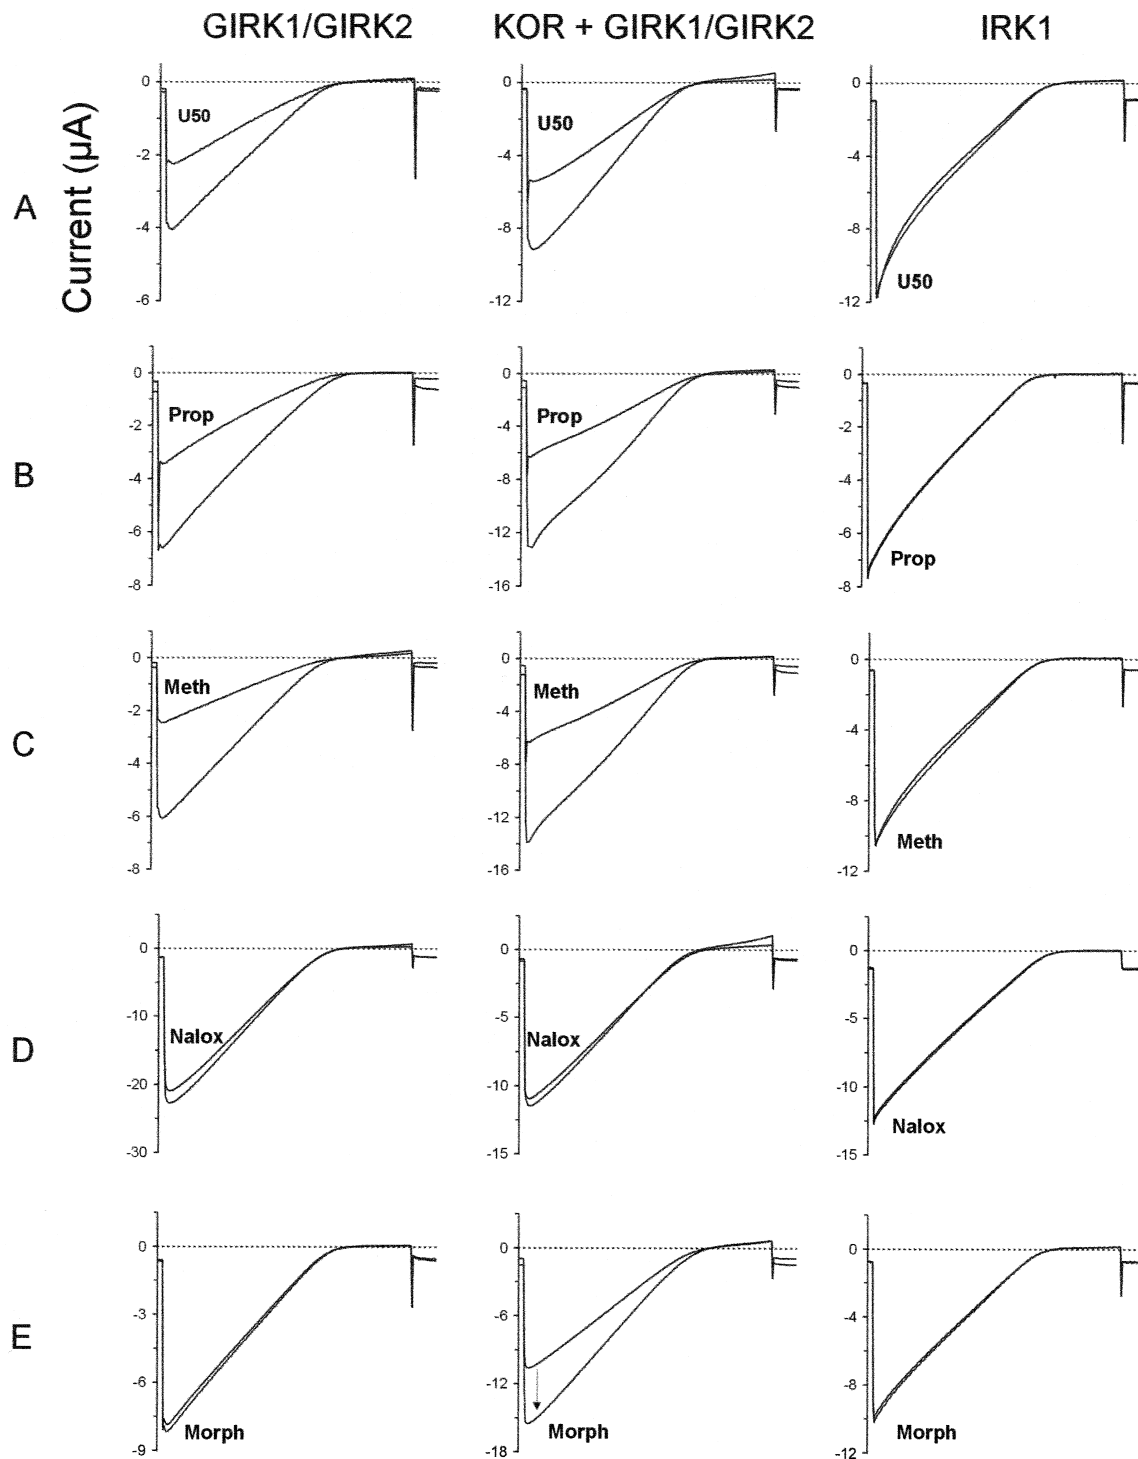 GIRK1/GIRK2 KOR + GIRK1/GIRK2 IRK1
Current (µA)
A
0
-2
-4
-6
U50
0
-4
-8
-12
U50
0
-4
-8
-12
U50
B
0
-2
-4
-6
-8
Prop
0
-4
-8
-12
-16
Prop
0
-2
-4
-6
-8
Prop
C
0
-2
-4
-6
-8
Meth
0
-4
-8
-12
-16
Meth
0
-4
-8
-12
Meth
D
0
-10
-20
-30
Nalox
0
-5
-10
-15
Nalox
0
-5
-10
-15
Nalox
E
0
-3
-6
-9
Morph
0
-6
-12
-18
Morph
0
-4
-8
-12
Morph